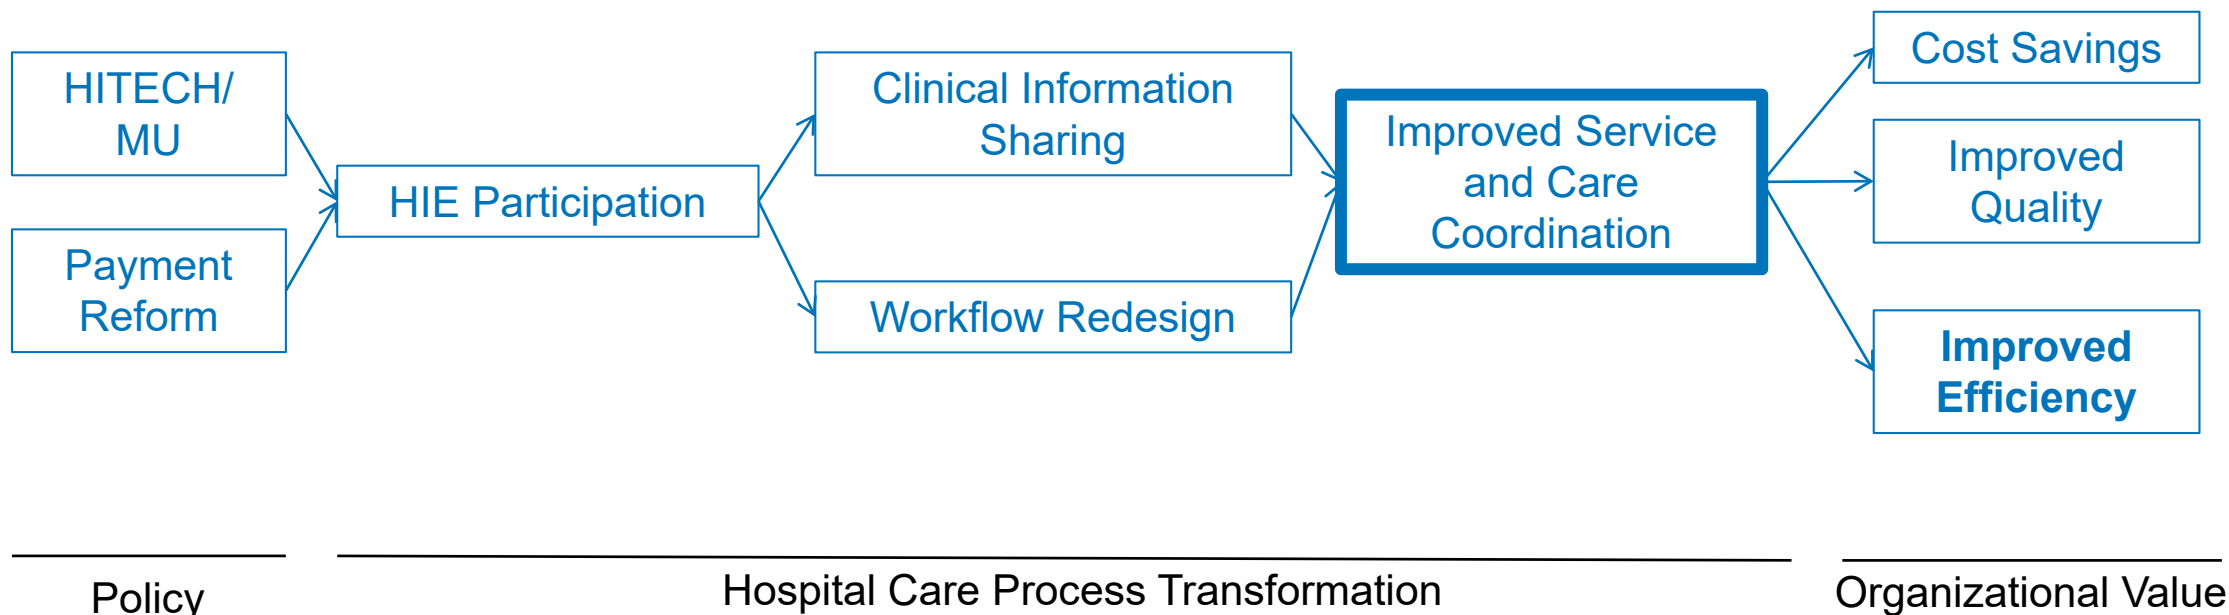 HITECH/
MU
Payment
Reform
HIE Participation
Clinical Information
Sharing
Workflow Redesign
Improved Service
and Care
Coordination
Cost Savings
Improved
Quality
Improved
Efficiency
Policy
Hospital Care Process Transformation
Organizational Value